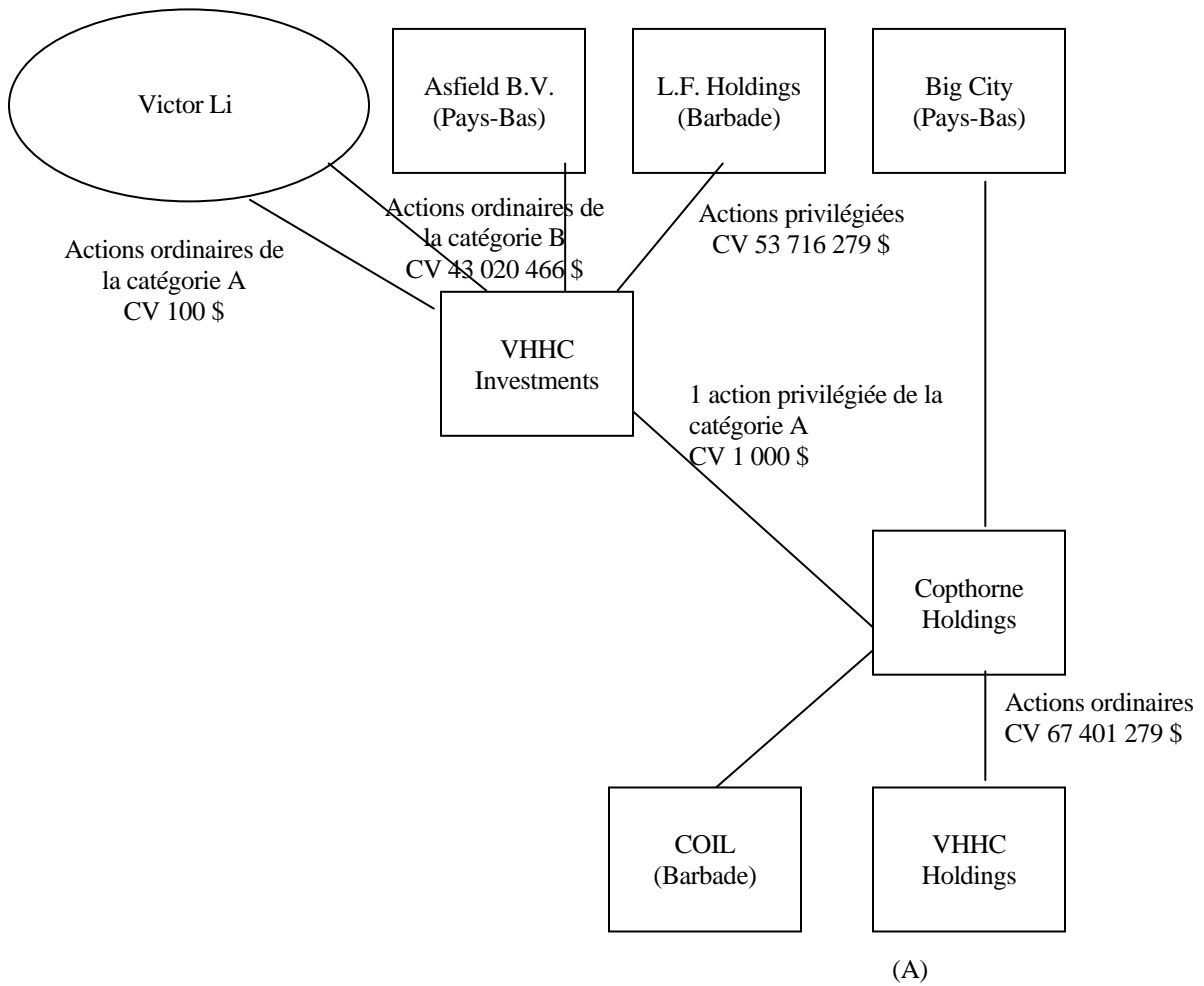 Victor Li
Asfield B.V.
(Pays-Bas)
L.F. Holdings
(Barbade)
Big City
(Pays-Bas)
Actions ordinaires de
la catégorie A
CV 100 $
Actions ordinaires de
la catégorie B
CV 43 020 466 $
Actions privilégiées
CV 53 716 279 $
VHHC
Investments
1 action privilégiée de la
catégorie A
CV 1 000 $
Copthorne
Holdings
Actions ordinaires
CV 67 401 279 $
COIL
(Barbade)
VHHC
Holdings
(A)